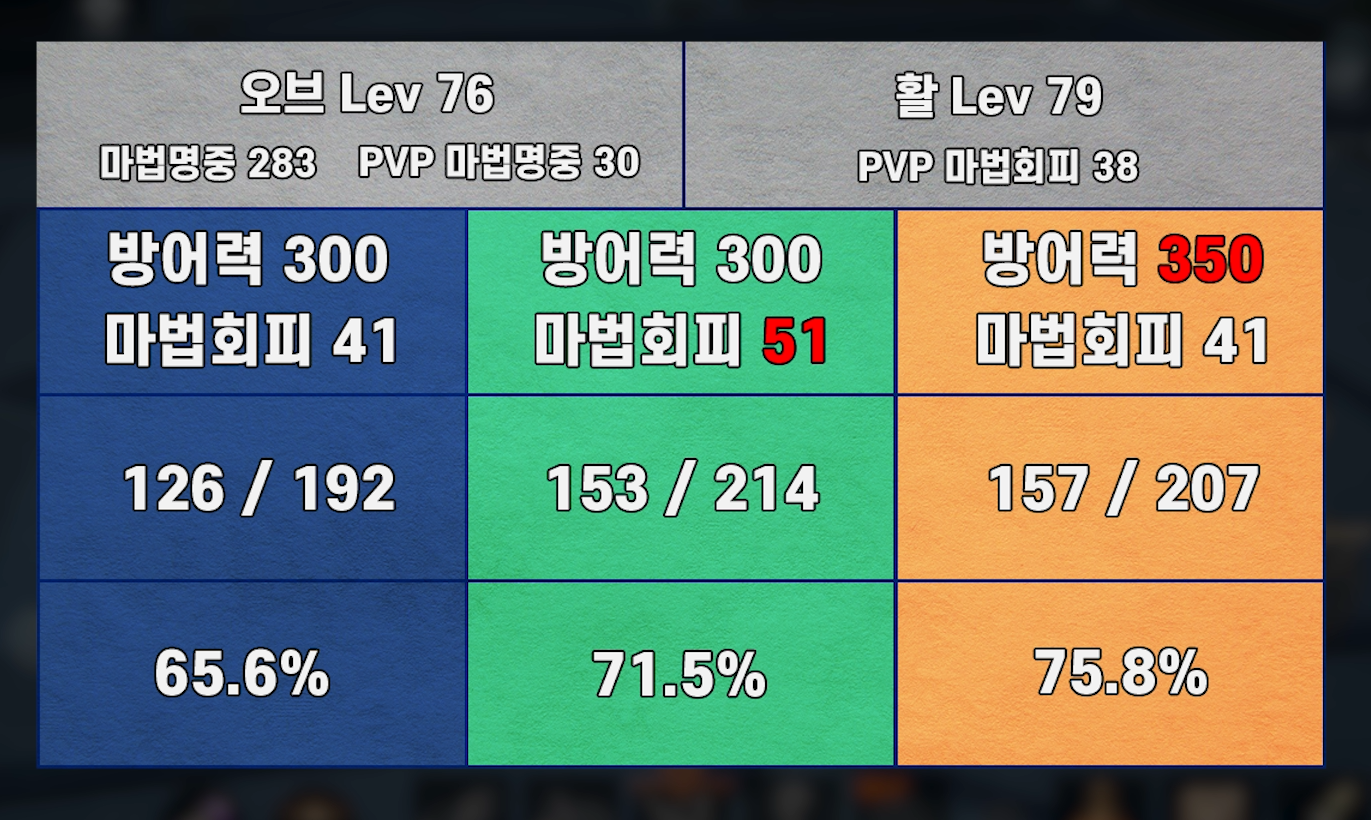 오브 Lev 76
마법명중 283 PVP 마법명중 30
활 Lev 79
PVP 마법회피 38
방어력 300
마법회피 41
방어력 300
마법회피 51
방어력 350
마법회피 41
126 / 192
153 / 214
157 / 207
65.6%
71.5%
75.8%